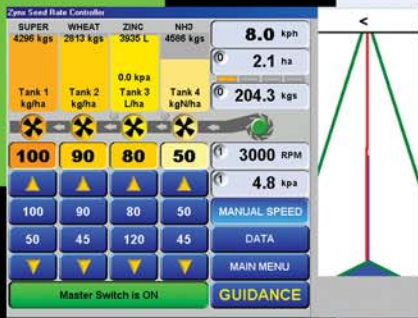 Zynx Seed Rate Controller
SUPER WHEAT ZINC NH3
4296 kgs 2813 kgs 3935 L 4586 kgs
0.0 kpa
Tank 1 Tank 2 Tank 3 Tank 4
kg/ha kg/ha L/ha kgN/ha
100 90 80 50
100 90 80 50
50 45 120 45
Master Switch is ON
8.0 kph
2.1 ha
204.3 kgs
1 3000 RPM
1 4.8 kpa
MANUAL SPEED
DATA
MAIN MENU
GUIDANCE
<